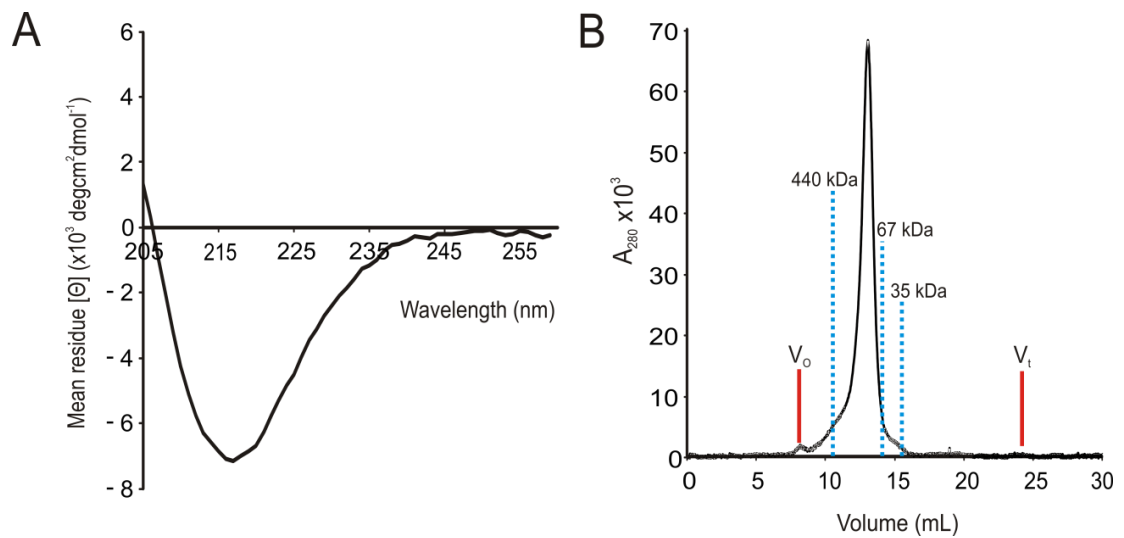 A
Mean residue [Θ] (x10³ degcm²dmol⁻¹)
6
4
2
0
- 2
- 4
- 6
- 8
205 215 225 235 245 255
Wavelength (nm)
B
A₂₈₀ x10³
70
60
50
40
30
20
10
0
440 kDa
67 kDa
35 kDa
Vₒ
Vₜ
0 5 10 15 20 25 30
Volume (mL)